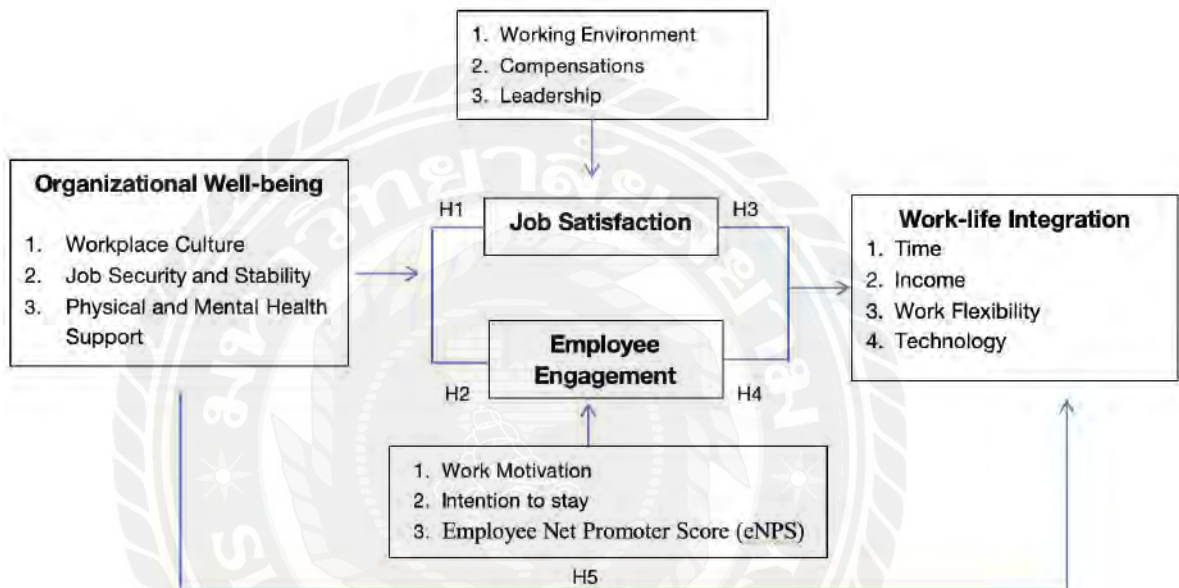 1. Working Environment
2. Compensations
3. Leadership
Organizational Well-being
1. Workplace Culture
2. Job Security and Stability
3. Physical and Mental Health
Support
H1
Job Satisfaction
H3
Employee
Engagement
H2
H4
Work-life Integration
1. Time
2. Income
3. Work Flexibility
4. Technology
1. Work Motivation
2. Intention to stay
3. Employee Net Promoter Score (eNPS)
H5